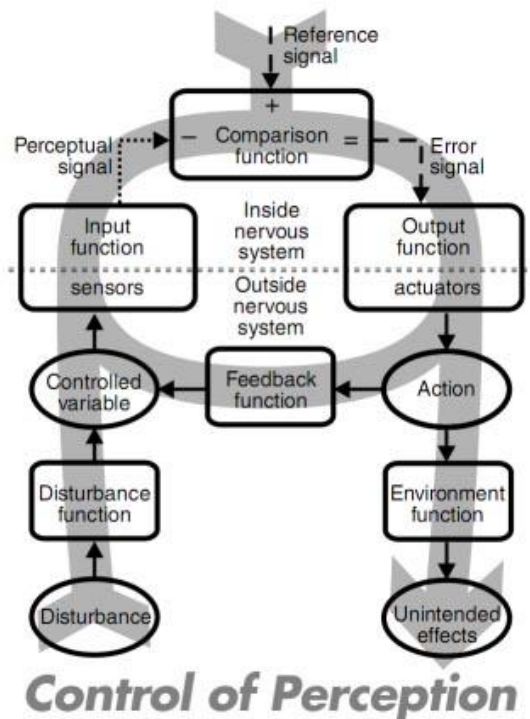 Reference
signal
+
− Comparison =
function
Perceptual
signal
Error
signal
Input
function
Inside
nervous
system
Output
function
sensors
Outside
nervous
system
actuators
Controlled
variable
Feedback
function
Action
Disturbance
function
Environment
function
Disturbance
Unintended
effects
Control of Perception